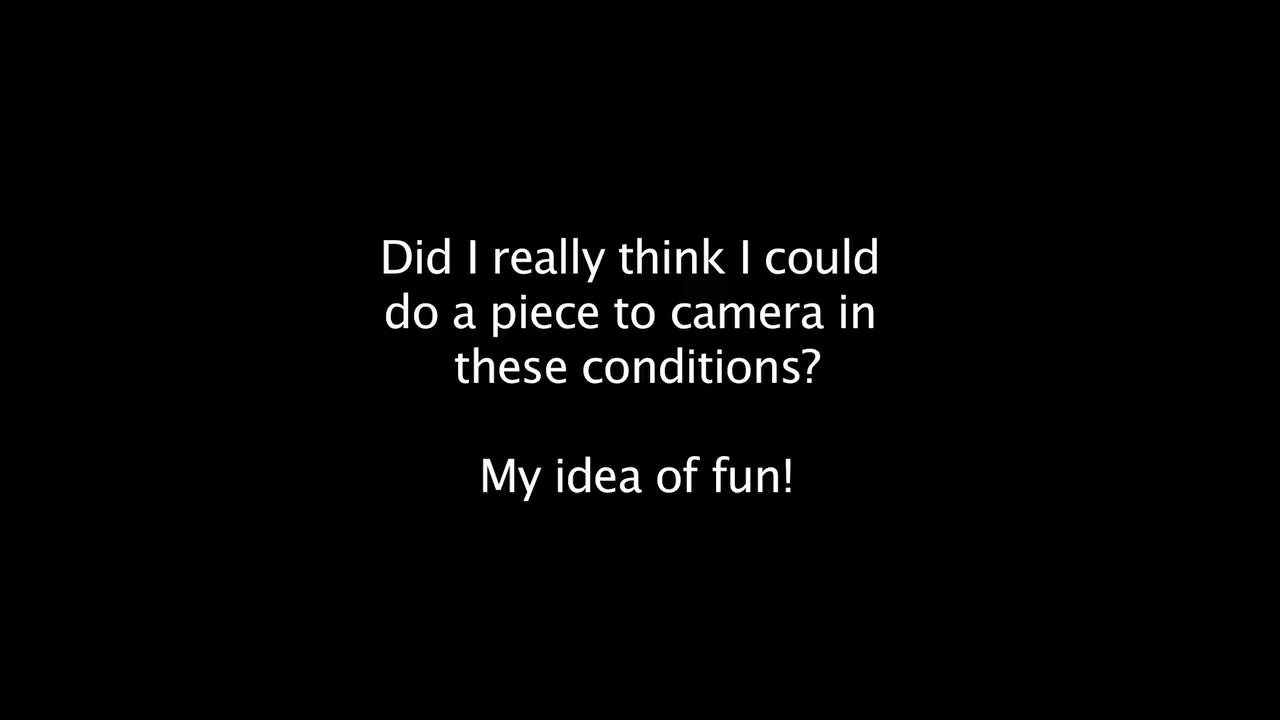 Did I really think I could
do a piece to camera in
these conditions?
My idea of fun!